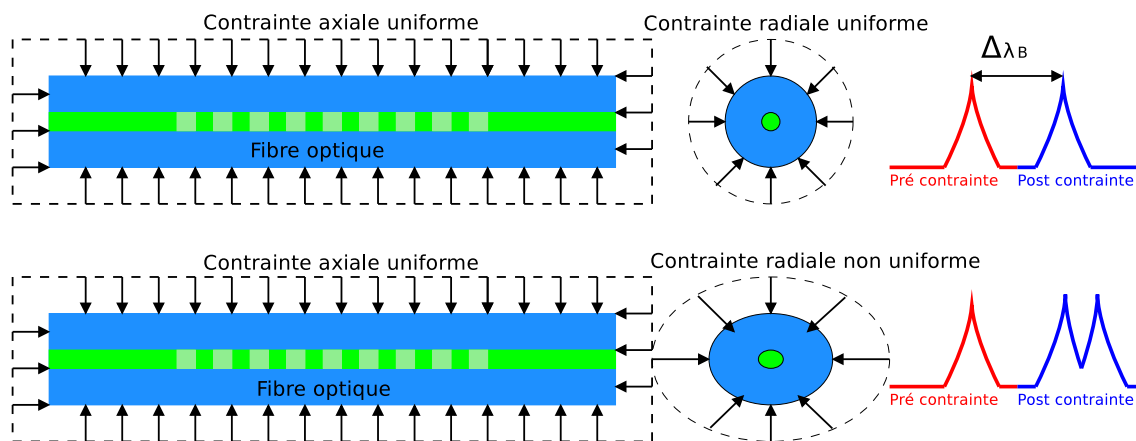 Contrainte axiale uniforme
Contrainte radiale uniforme
ΔλB
Fibre optique
Pré contrainte
Post contrainte
Contrainte axiale uniforme
Contrainte radiale non uniforme
Fibre optique
Pré contrainte
Post contrainte